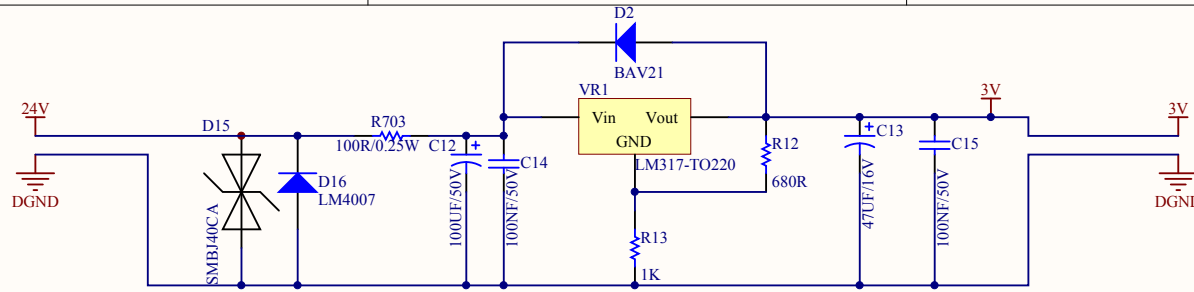 D2
BAV21
VR1
Vin
Vout
GND
LM317-TO220
24V
D15
R703
100R/0.25W
C12
+
C14
R12
680R
+
C13
C15
3V
3V
DGND
D16
LM4007
SMBJ40CA
100UF/50V
100NF/50V
R13
1K
47UF/16V
100NF/50V
DGND